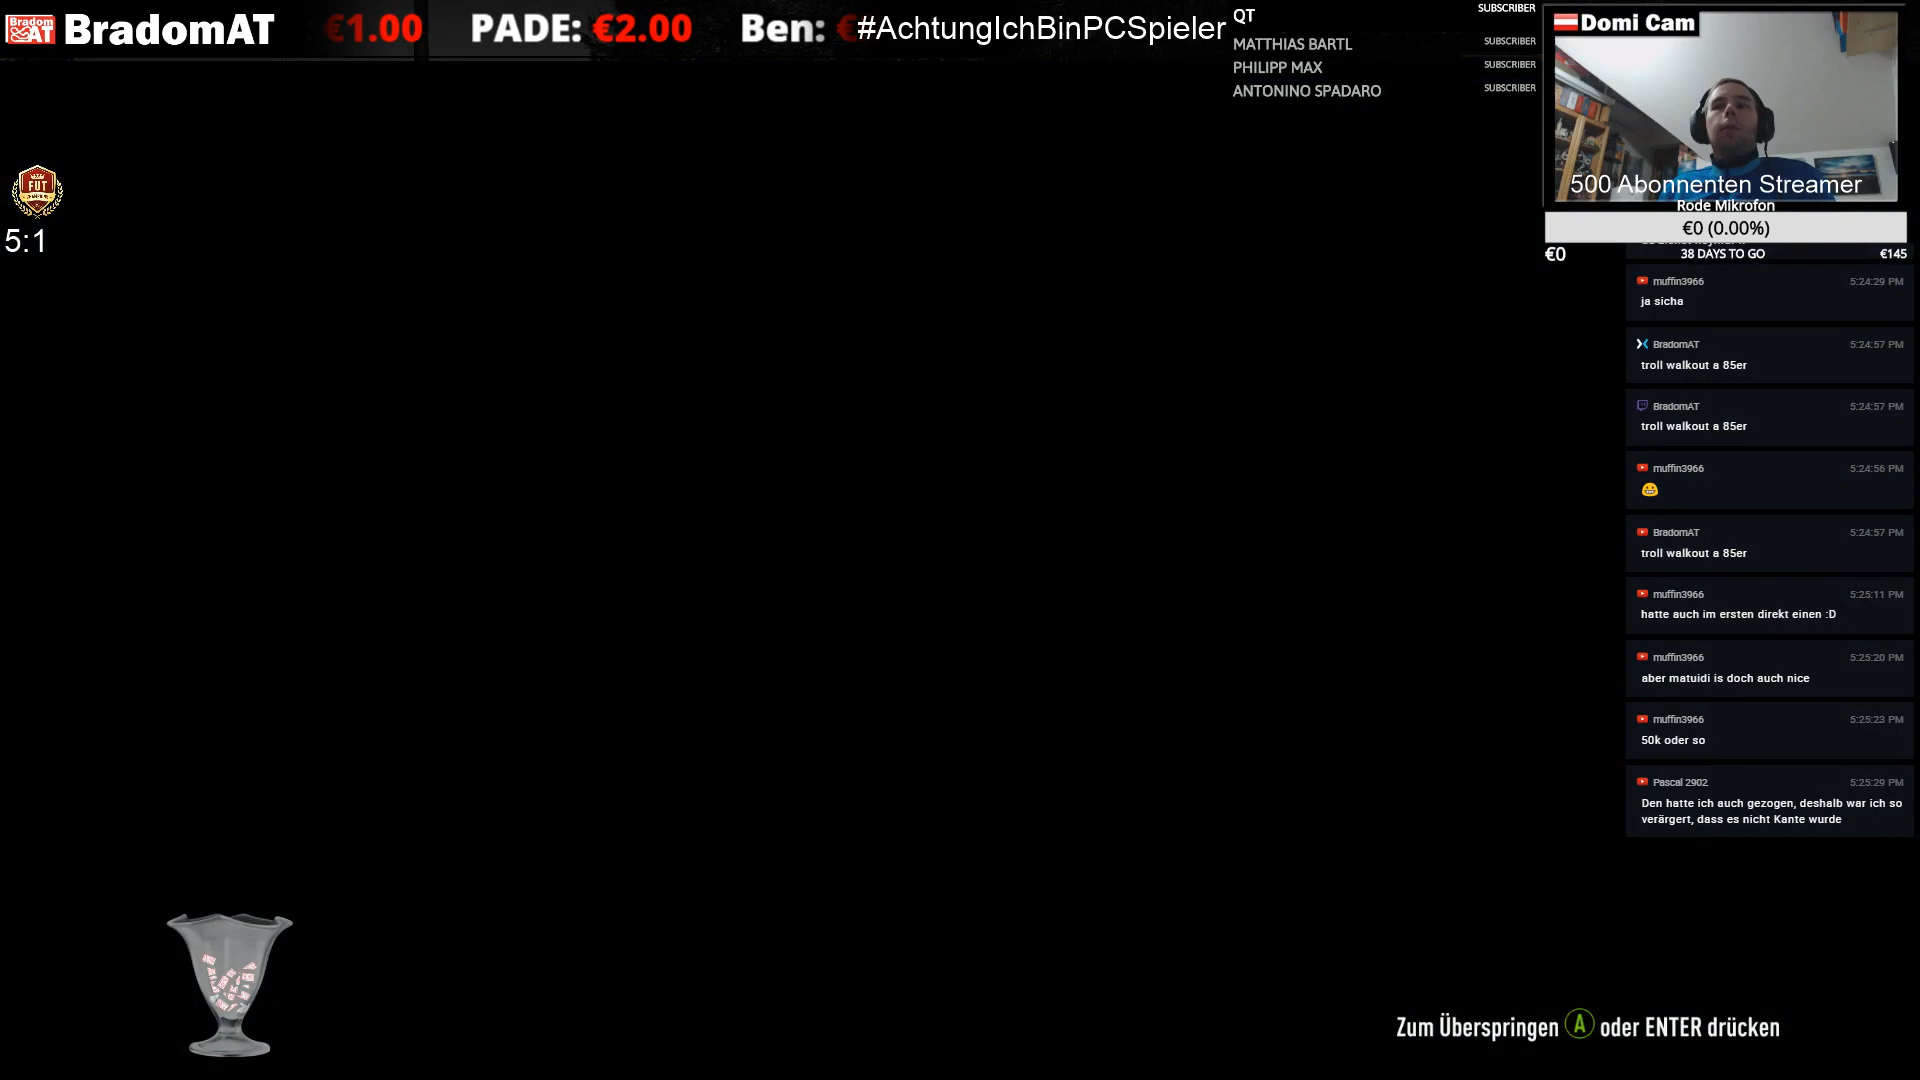 Bradom
AT
BradomAT
€1.00
PADE: €2.00
Ben: €
#AchtungIchBinPCSpieler
QT
SUBSCRIBER
MATTHIAS BARTL
SUBSCRIBER
PHILIPP MAX
SUBSCRIBER
ANTONINO SPADARO
SUBSCRIBER
Domi Cam
500 Abonnenten Streamer
Rode Mikrofon
€0 (0.00%)
€0
38 DAYS TO GO
€145
FUT
5:1
muffin3966 5:24:29 PM
ja sicha
BradomAT 5:24:57 PM
troll walkout a 85er
BradomAT 5:24:57 PM
troll walkout a 85er
muffin3966 5:24:56 PM
BradomAT 5:24:57 PM
troll walkout a 85er
muffin3966 5:25:11 PM
hatte auch im ersten direkt einen :D
muffin3966 5:25:20 PM
aber matuidi is doch auch nice
muffin3966 5:25:23 PM
50k oder so
Pascal 2902 5:25:29 PM
Den hatte ich auch gezogen, deshalb war ich so
verärgert, dass es nicht Kante wurde
Zum Überspringen A oder ENTER drücken